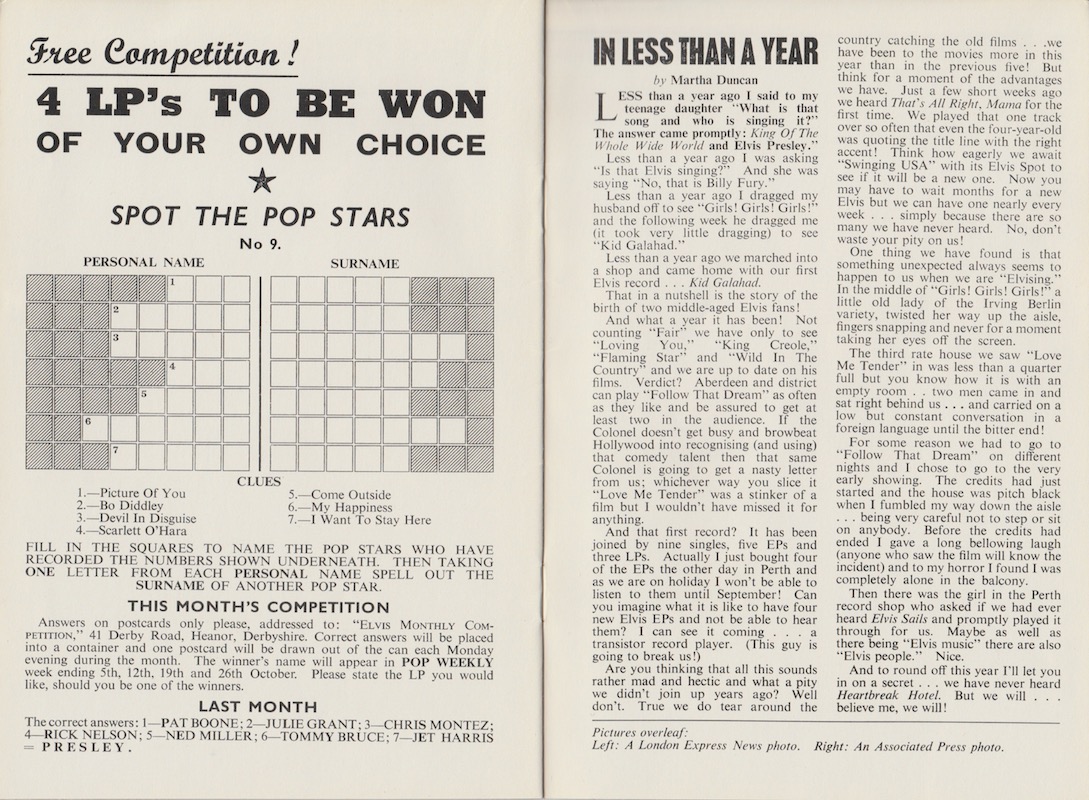 Free Competition!
4 LP's TO BE WON
OF YOUR OWN CHOICE
SPOT THE POP STARS
No 9.
PERSONAL NAME SURNAME
1
2
3
4
5
6
7
CLUES
1.—Picture Of You
2.—Bo Diddley
3.—Devil In Disguise
4.—Scarlett O'Hara
5.—Come Outside
6.—My Happiness
7.—I Want To Stay Here
FILL IN THE SQUARES TO NAME THE POP STARS WHO HAVE
RECORDED THE NUMBERS SHOWN UNDERNEATH. THEN TAKING
ONE LETTER FROM EACH PERSONAL NAME SPELL OUT THE
SURNAME OF ANOTHER POP STAR.
THIS MONTH'S COMPETITION
Answers on postcards only please, addressed to: "ELVIS MONTHLY COM-
PETITION," 41 Derby Road, Heanor, Derbyshire. Correct answers will be placed
into a container and one postcard will be drawn out of the can each Monday
evening during the month. The winner's name will appear in POP WEEKLY
week ending 5th, 12th, 19th and 26th October. Please state the LP you would
like, should you be one of the winners.
LAST MONTH
The correct answers: 1—PAT BOONE; 2—JULIE GRANT; 3—CHRIS MONTEZ;
4—RICK NELSON; 5—NED MILLER; 6—TOMMY BRUCE; 7—JET HARRIS
= PRESLEY.
IN LESS THAN A YEAR
by Martha Duncan
LESS than a year ago I said to my
teenage daughter "What is that
song and who is singing it?"
The answer came promptly: King Of The
Whole Wide World and Elvis Presley."
Less than a year ago I was asking
"Is that Elvis singing?" And she was
saying "No, that is Billy Fury."
Less than a year ago I dragged my
husband off to see "Girls! Girls! Girls!"
and the following week he dragged me
(it took very little dragging) to see
"Kid Galahad."
Less than a year ago we marched into
a shop and came home with our first
Elvis record . . . Kid Galahad.
That in a nutshell is the story of the
birth of two middle-aged Elvis fans!
And what a year it has been! Not
counting "Fair" we have only to see
"Loving You," "King Creole,"
"Flaming Star" and "Wild In The
Country" and we are up to date on his
films. Verdict? Aberdeen and district
can play "Follow That Dream" as often
as they like and be assured to get at
least two in the audience. If the
Colonel doesn't get busy and browbeat
Hollywood into recognising (and using)
that comedy talent then that same
Colonel is going to get a nasty letter
from us; whichever way you slice it
"Love Me Tender" was a stinker of a
film but I wouldn't have missed it for
anything.
And that first record? It has been
joined by nine singles, five EPs and
three LPs. Actually I just bought four
of the EPs the other day in Perth and
as we are on holiday I won't be able to
listen to them until September! Can
you imagine what it is like to have four
new Elvis EPs and not be able to hear
them? I can see it coming . . . a
transistor record player. (This guy is
going to break us!)
Are you thinking that all this sounds
rather mad and hectic and what a pity
we didn't join up years ago? Well
don't. True we do tear around the
country catching the old films . . .we
have been to the movies more in this
year than in the previous five! But
think for a moment of the advantages
we have. Just a few short weeks ago
we heard That's All Right, Mama for the
first time. We played that one track
over so often that even the four-year-old
was quoting the title line with the right
accent! Think how eagerly we await
"Swinging USA" with its Elvis Spot to
see if it will be a new one. Now you
may have to wait months for a new
Elvis but we can have one nearly every
week . . . simply because there are so
many we have never heard. No, don't
waste your pity on us!
One thing we have found is that
something unexpected always seems to
happen to us when we are "Elvising."
In the middle of "Girls! Girls! Girls!" a
little old lady of the Irving Berlin
variety, twisted her way up the aisle,
fingers snapping and never for a moment
taking her eyes off the screen.
The third rate house we saw "Love
Me Tender" in was less than a quarter
full but you know how it is with an
empty room . . two men came in and
sat right behind us . . . and carried on a
low but constant conversation in a
foreign language until the bitter end!
For some reason we had to go to
"Follow That Dream" on different
nights and I chose to go to the very
early showing. The credits had just
started and the house was pitch black
when I fumbled my way down the aisle
. . . being very careful not to step or sit
on anybody. Before the credits had
ended I gave a long bellowing laugh
(anyone who saw the film will know the
incident) and to my horror I found I was
completely alone in the balcony.
Then there was the girl in the Perth
record shop who asked if we had ever
heard Elvis Sails and promptly played it
through for us. Maybe as well as
there being "Elvis music" there are also
"Elvis people." Nice.
And to round off this year I'll let you
in on a secret . . . we have never heard
Heartbreak Hotel. But we will . . .
believe me, we will!
Pictures overleaf:
Left: A London Express News photo. Right: An Associated Press photo.